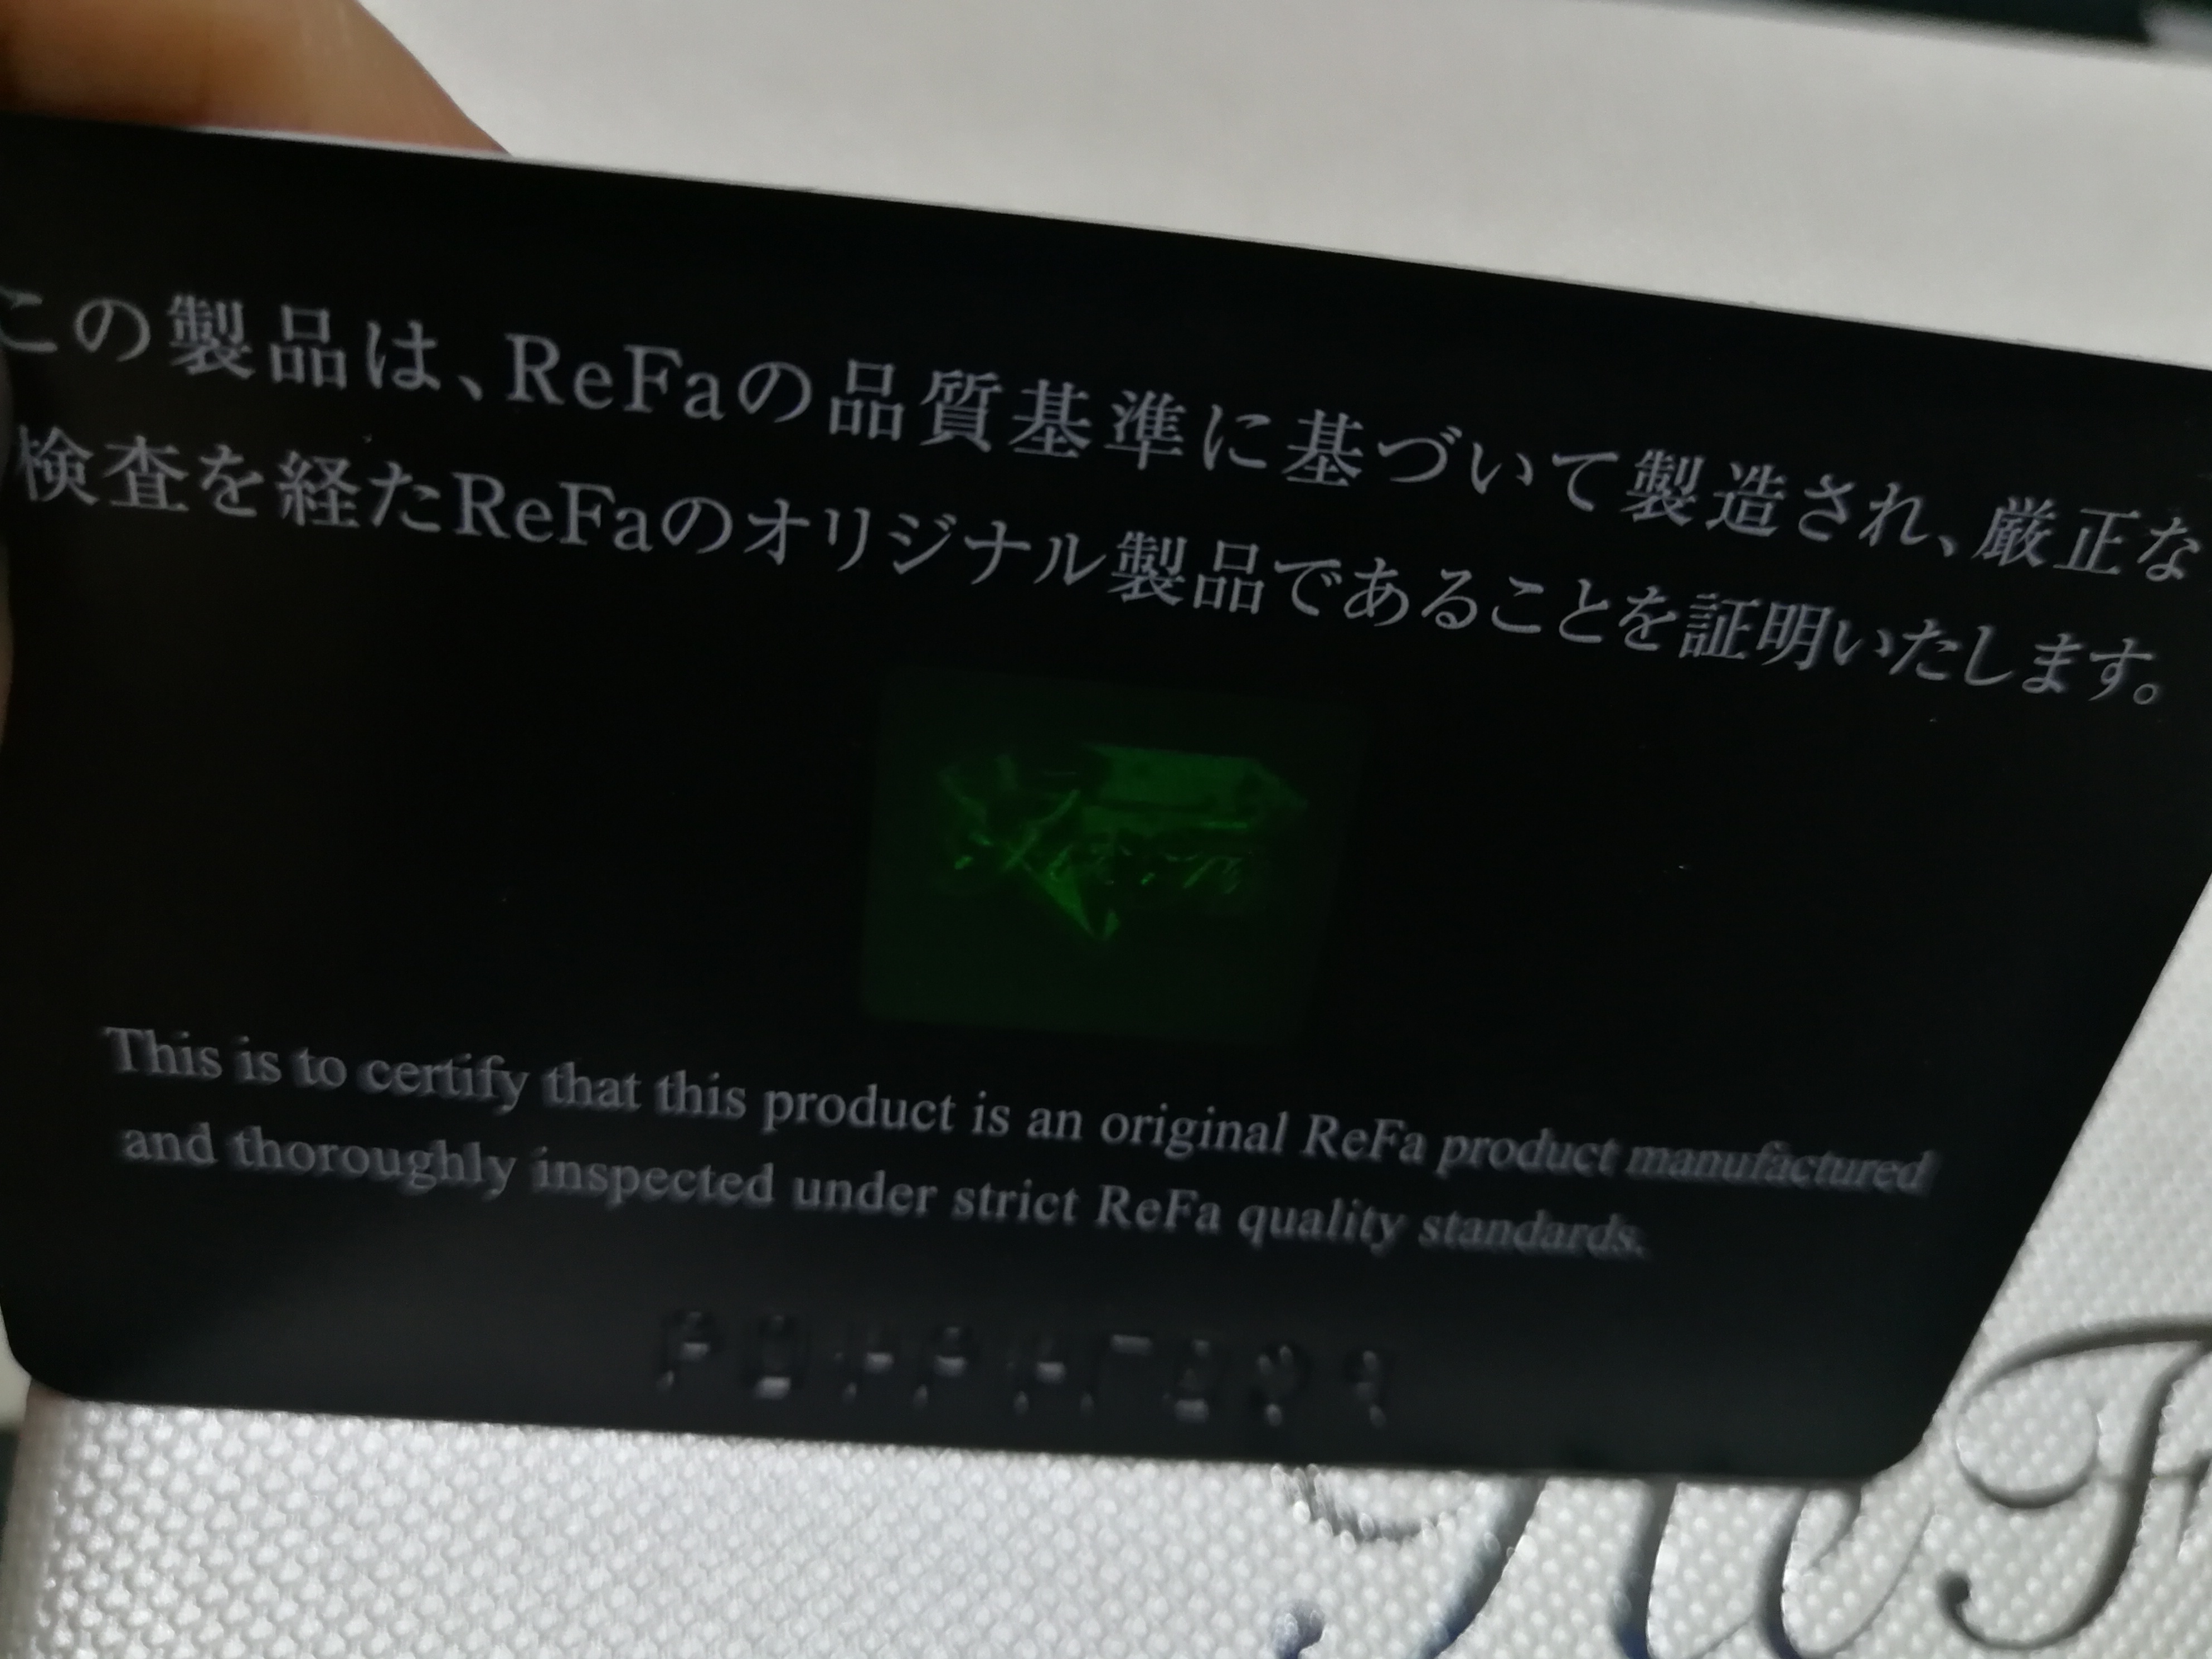 この製品は、ReFaの品質基準に基づいて製造され、厳正な
検査を経たReFaのオリジナル製品であることを証明いたします。
This is to certify that this product is an original ReFa product manufactured
and thoroughly inspected under strict ReFa quality standards.